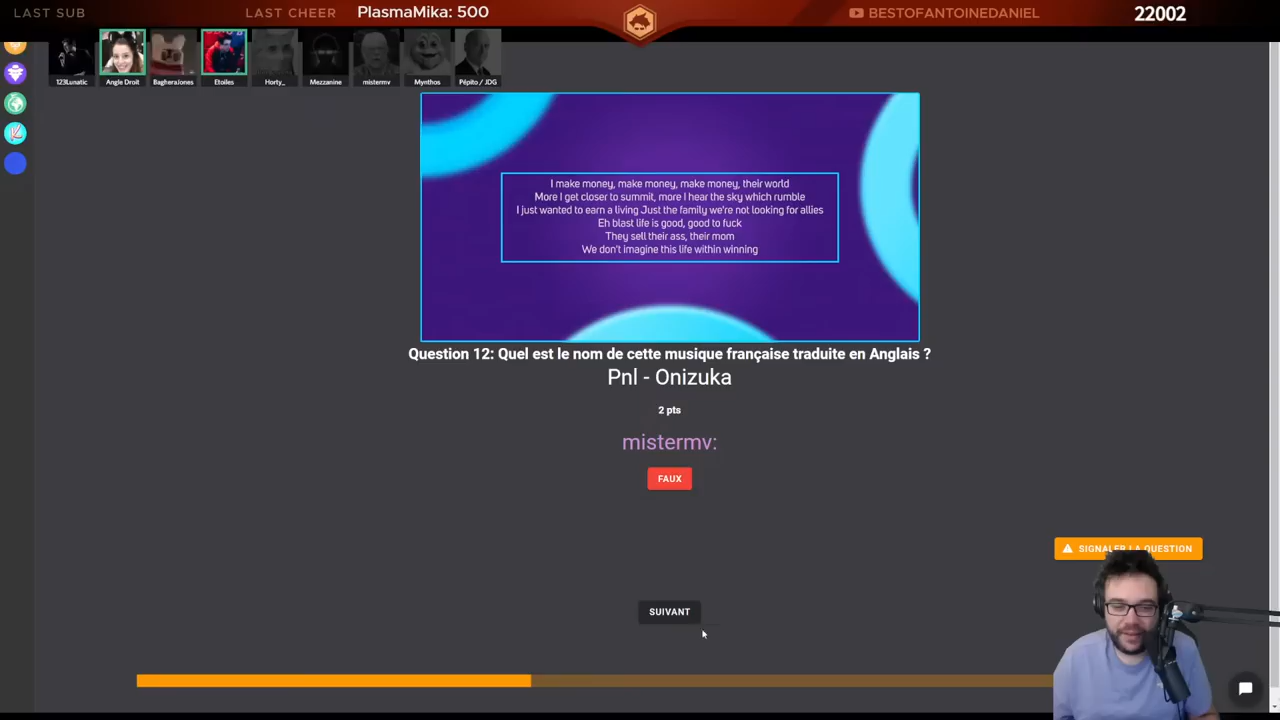 LAST SUB
LAST CHEER
PlasmaMika: 500
BESTOFANTOINEDANIEL
22002
123Lunatic
Angle Droit
BagheraJones
Etoiles
Horty_
Mezzanine
mistermv
Mynthos
Pépito / JDG
I make money, make money, make money, their world
More I get closer to summit, more I hear the sky which rumble
I just wanted to earn a living Just the family we're not looking for allies
Eh blast life is good, good to fuck
They sell their ass, their mom
We don't imagine this life within winning
Question 12: Quel est le nom de cette musique française traduite en Anglais ?
Pnl - Onizuka
2 pts
mistermv:
FAUX
SIGNALER LA QUESTION
SUIVANT